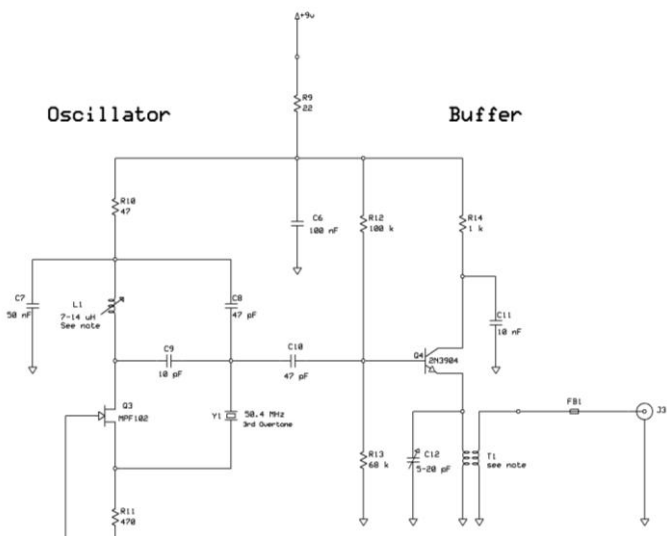 +9v
R9
22
Oscillator
Buffer
R10
47
C6
100 nF
R12
100 k
R14
1 k
C7
50 nF
L1
7-14 uH
See note
C8
47 pF
C11
10 nF
C9
10 pF
C10
47 pF
Q4
2N3904
Q3
MPF102
Y1
50.4 MHz
3rd Overtone
FB1
J3
R13
68 k
C12
5-20 pF
T1
see note
R11
470